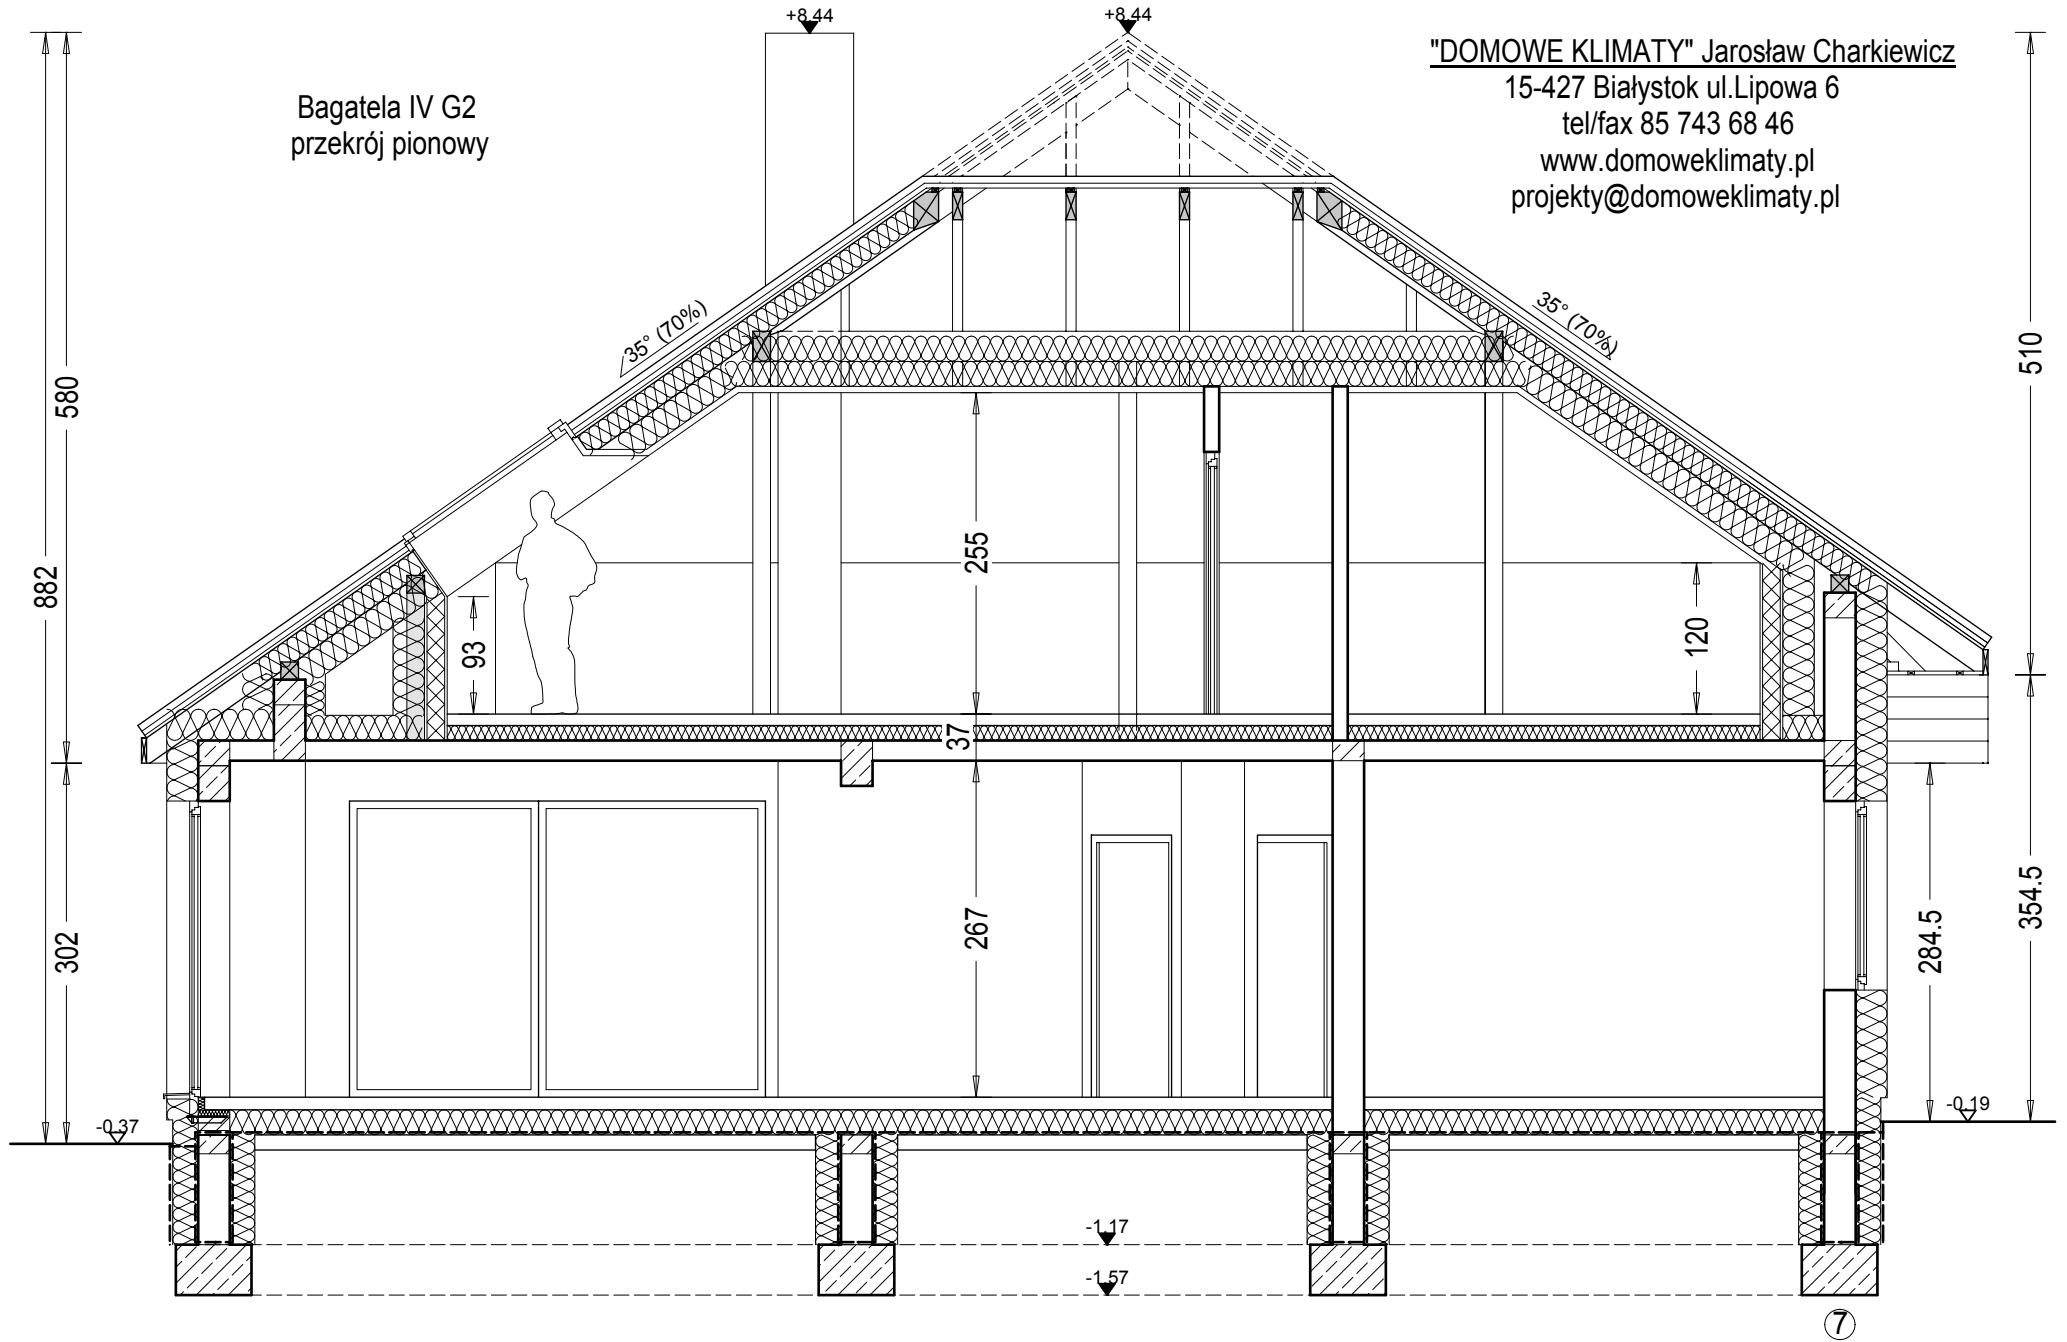 +8.44
+8.44
"DOMOWE KLIMATY" Jarosław Charkiewicz
15-427 Białystok ul.Lipowa 6
tel/fax 85 743 68 46
www.domoweklimaty.pl
projekty@domoweklimaty.pl
Bagatela IV G2
przekrój pionowy
35° (70%)
35° (70%)
580
510
882
255
93
120
37
302
267
284.5
354.5
-0.37
-0.19
-1.17
-1.57
7